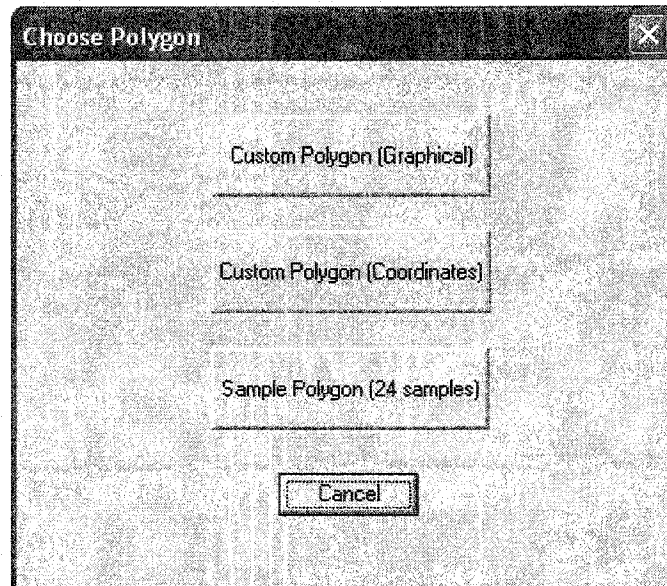 Choose Polygon
Custom Polygon (Graphical)
Custom Polygon (Coordinates)
Sample Polygon (24 samples)
Cancel